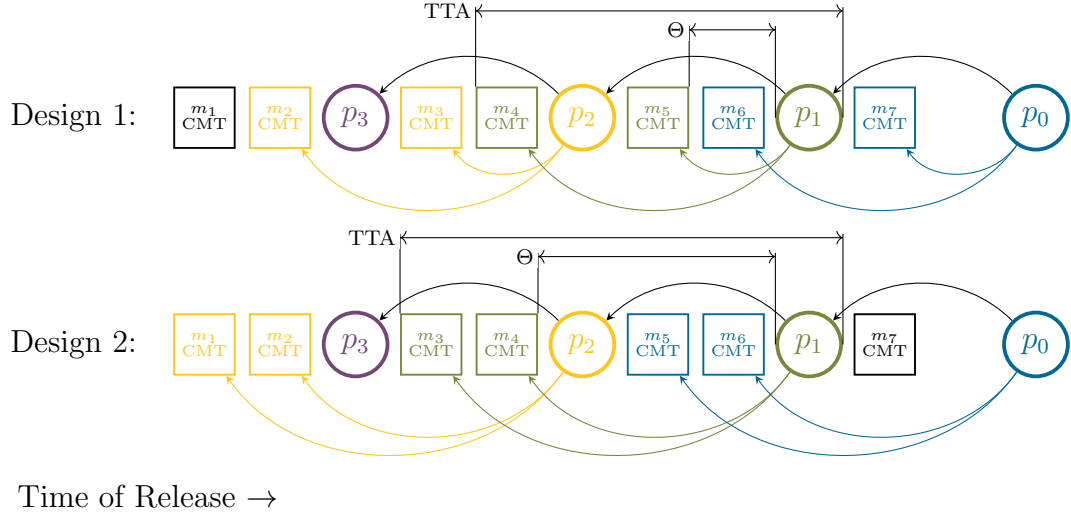 TTA
Θ
Design 1:
m₁ CMT
m₂ CMT
p₃
m₃ CMT
m₄ CMT
p₂
m₅ CMT
m₆ CMT
p₁
m₇ CMT
p₀
TTA
Θ
Design 2:
m₁ CMT
m₂ CMT
p₃
m₃ CMT
m₄ CMT
p₂
m₅ CMT
m₆ CMT
p₁
m₇ CMT
p₀
Time of Release →